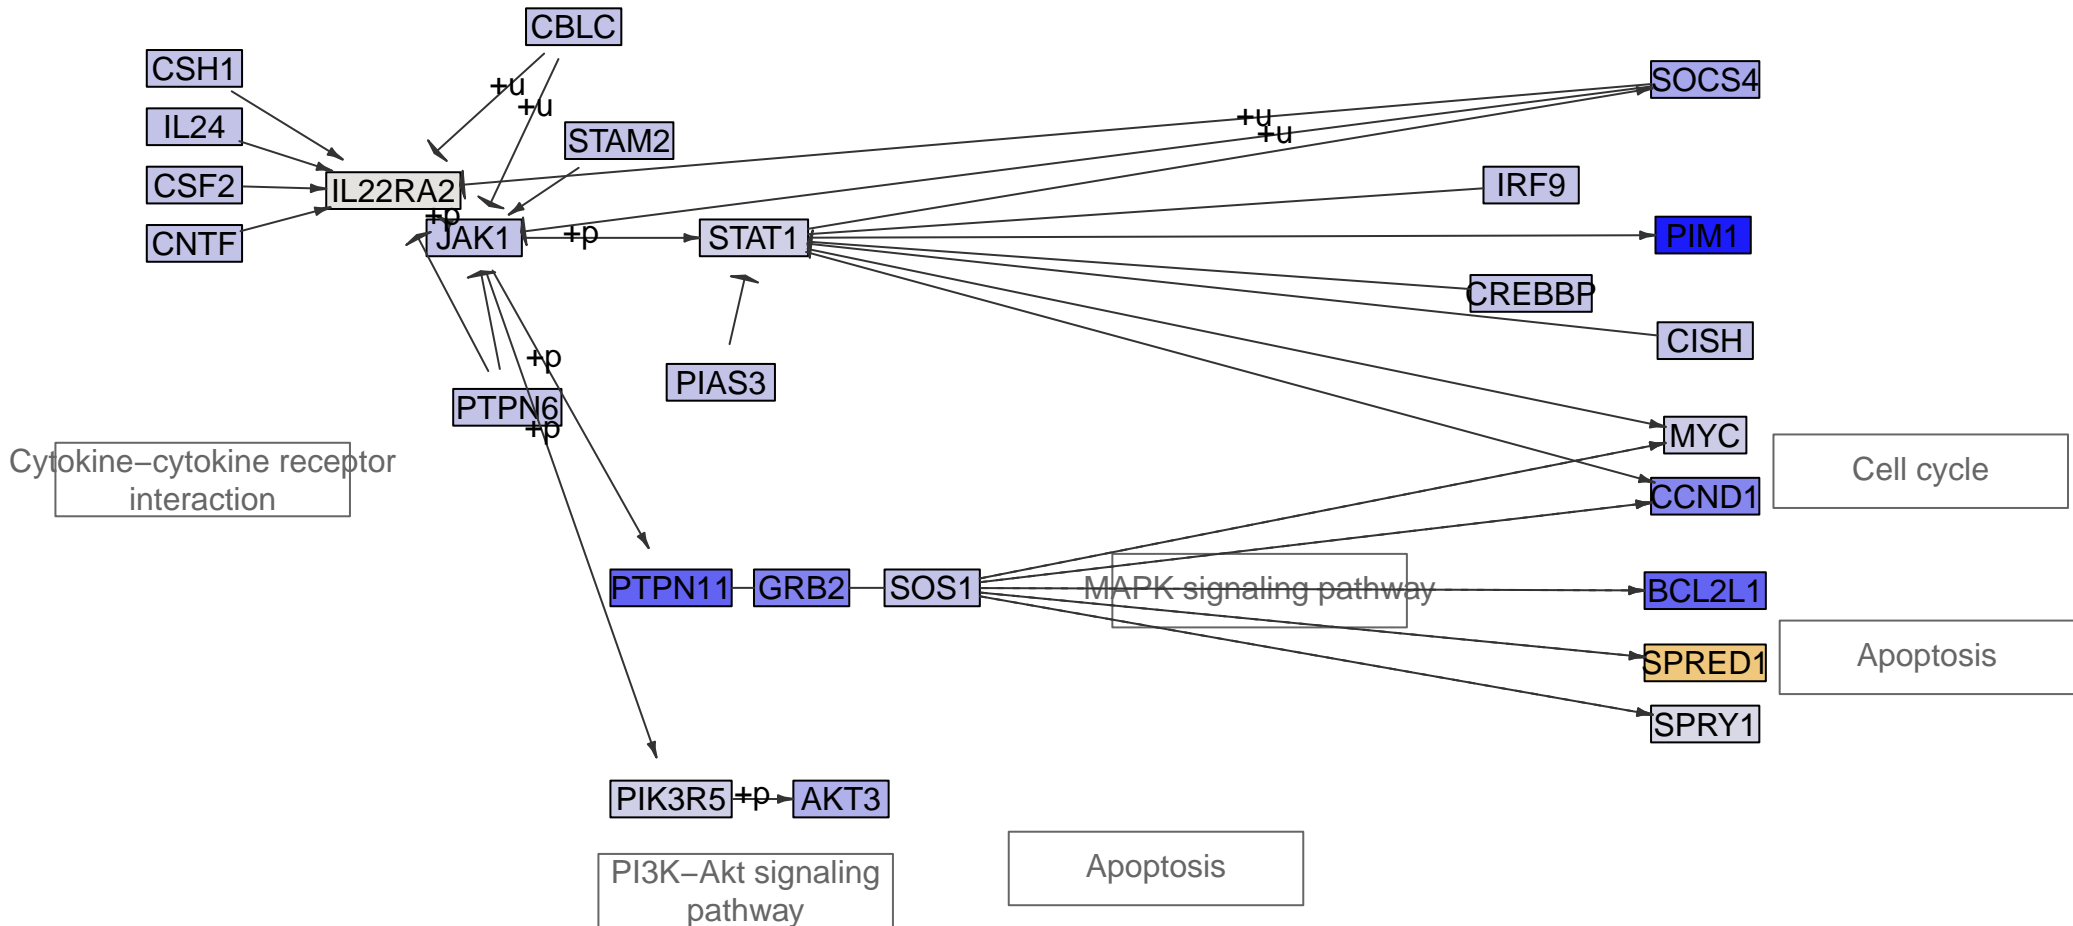 CBLC
CSH1
+u
SOCS4
+u
+u
IL24
+u
STAM2
CSF2
IL22RA2
IRF9
+p
CNTF
JAK1
+p
STAT1
PIM1
CREBBP
CISH
+p
PIAS3
PTPN6
+p
MYC
Cytokine−cytokine receptor
interaction
Cell cycle
CCND1
PTPN11
GRB2
SOS1
MAPK signaling pathway
BCL2L1
SPRED1
Apoptosis
SPRY1
PIK3R5
+p
AKT3
Apoptosis
PI3K−Akt signaling
pathway